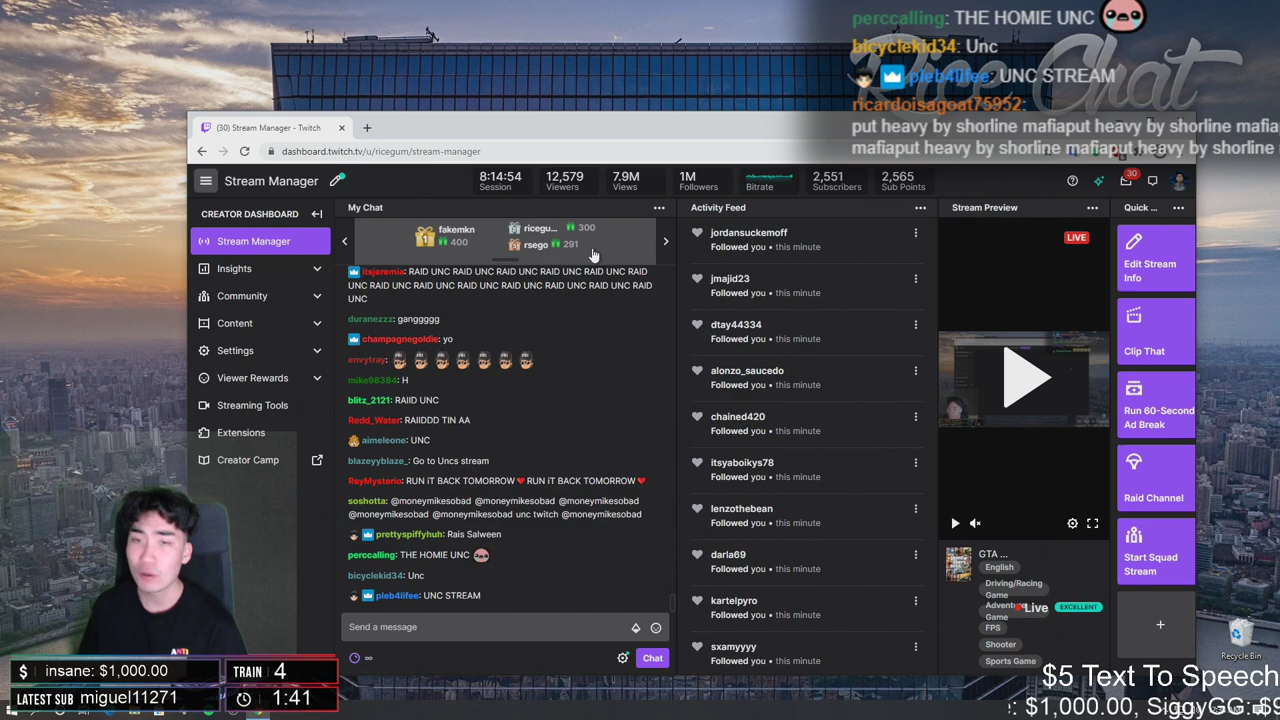 perccalling: THE HOMIE UNC
bicyclekid34: Unc
pleb4lifee: UNC STREAM
ricardoisagoat75952:
put heavy by shorline mafiaput heavy by shorline mafia
mafiaput heavy by shorline mafiaput heavy by shorline
Rice Chat
(30) Stream Manager - Twitch
dashboard.twitch.tv/u/ricegum/stream-manager
Stream Manager
8:14:54
Session
12,579
Viewers
7.9M
Views
1M
Followers
Bitrate
2,551
Subscribers
2,565
Sub Points
30
CREATOR DASHBOARD
Stream Manager
Insights
Community
Content
Settings
Viewer Rewards
Streaming Tools
Extensions
Creator Camp
My Chat
1 fakemkn
400
ricegu... 300
rsego 291
itsjeremia: RAID UNC RAID UNC RAID UNC RAID UNC RAID UNC RAID
UNC RAID UNC RAID UNC RAID UNC RAID UNC RAID UNC RAID
UNC
duranezzz: ganggggg
champagnegoldie: yo
envytray:
mike98384: H
blitz_2121: RAIID UNC
Redd_Water: RAIIDDD TIN AA
aimeleone: UNC
blazeyyblaze_: Go to Uncs stream
ReyMysterio: RUN iT BACK TOMORROW❤RUN iT BACK TOMORROW❤
soshotta: @moneymikesobad @moneymikesobad @moneymikesobad
@moneymikesobad @moneymikesobad unc twitch @moneymikesobad
prettyspiffyhuh: Rais Salween
perccalling: THE HOMIE UNC
bicyclekid34: Unc
pleb4lifee: UNC STREAM
Send a message
∞
Chat
Activity Feed
jordansuckemoff
Followed you • this minute
jmajid23
Followed you • this minute
dtay44334
Followed you • this minute
alonzo_saucedo
Followed you • this minute
chained420
Followed you • this minute
itsyaboikys78
Followed you • this minute
lenzothebean
Followed you • this minute
darla69
Followed you • this minute
kartelpyro
Followed you • this minute
sxamyyyy
Followed you • this minute
Stream Preview
LIVE
GTA ...
English
Driving/Racing
Game
Adventure
Game
Live
EXCELLENT
FPS
Shooter
Sports Game
Quick ...
Edit Stream
Info
Clip That
Run 60-Second
Ad Break
Raid Channel
Start Squad
Stream
Recycle Bin
$ insane: $1,000.00
TRAIN 4
LATEST SUB miguel11271
1:41
$5 Text To Speech
: $1,000.00, SiggyGG: $